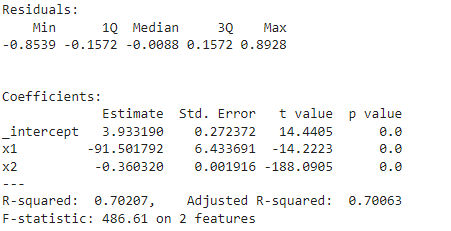 Residuals:
Min 1Q Median 3Q Max
-0.8539 -0.1572 -0.0088 0.1572 0.8928
Coefficients:
Estimate Std. Error t value p value
_intercept 3.933190 0.272372 14.4405 0.0
x1 -91.501792 6.433691 -14.2223 0.0
x2 -0.360320 0.001916 -188.0905 0.0
---
R-squared: 0.70207, Adjusted R-squared: 0.70063
F-statistic: 486.61 on 2 features